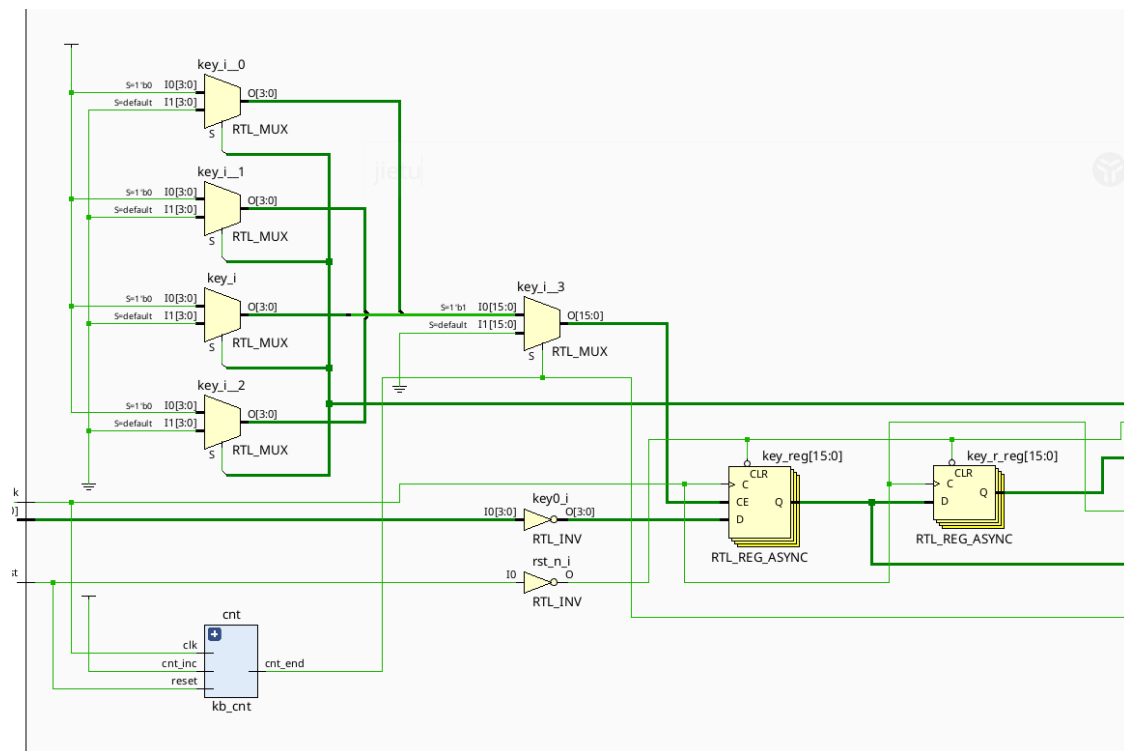 key_i__0
S=1'b0 I0[3:0]
S=default I1[3:0]
O[3:0]
S
RTL_MUX
key_i__1
S=1'b0 I0[3:0]
S=default I1[3:0]
O[3:0]
S
RTL_MUX
key_i
S=1'b0 I0[3:0]
S=default I1[3:0]
O[3:0]
S
RTL_MUX
key_i__3
S=1'b1 I0[15:0]
S=default I1[15:0]
O[15:0]
S
RTL_MUX
key_i__2
S=1'b0 I0[3:0]
S=default I1[3:0]
O[3:0]
S
RTL_MUX
key_reg[15:0]
CLR
C
CE
D
Q
RTL_REG_ASYNC
key_r_reg[15:0]
CLR
C
D
Q
RTL_REG_ASYNC
k
key0_i
I0[3:0]
O[3:0]
RTL_INV
rst_n_i
I0
O
RTL_INV
cnt
clk
cnt_inc
reset
cnt_end
kb_cnt